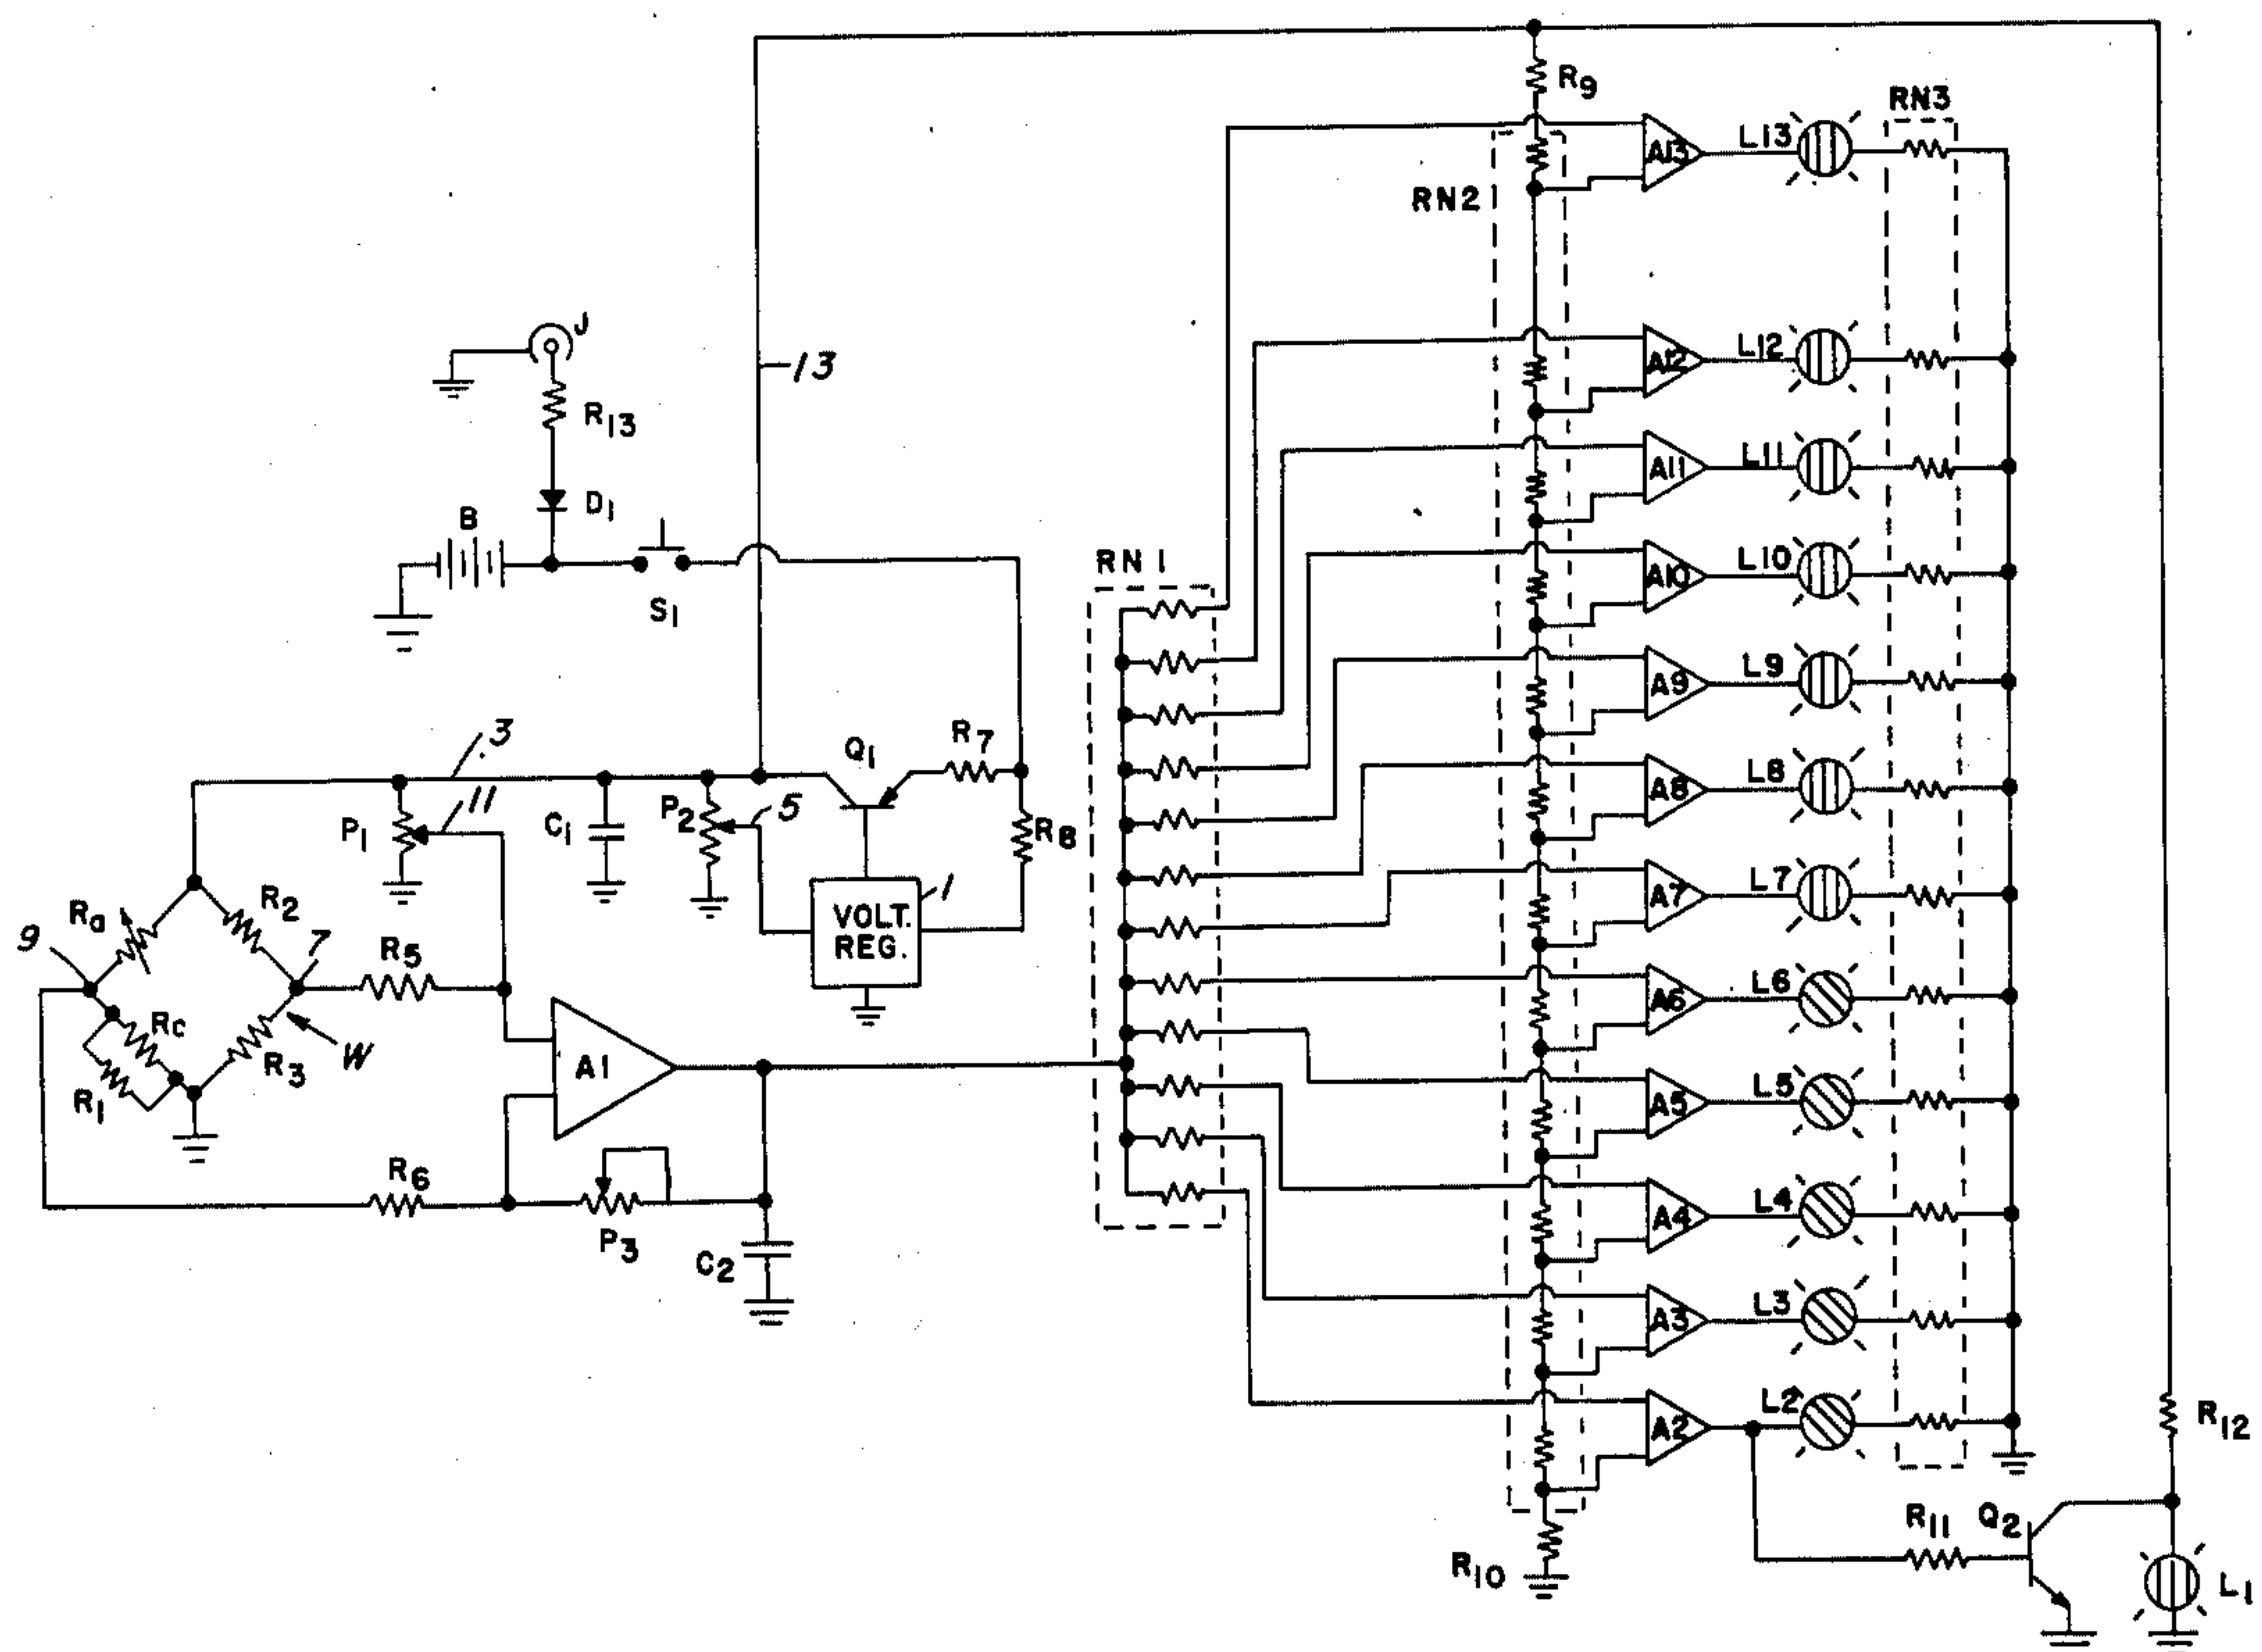 R9
RN3
L13
A13
RN2
J
13
L12
A12
R13
L11
A11
B
D1
S1
RN 1
L10
A10
L9
A9
3
Q1
R7
11
P1
C1
P2
5
R8
L8
A8
Ra
R2
9
7
R5
VOLT.
REG.
1
L7
A7
Rc
R3
W
R1
A1
L6
A6
L5
A5
R6
P3
C2
L4
A4
L3
A3
L2
A2
R12
R11
Q2
R10
L1